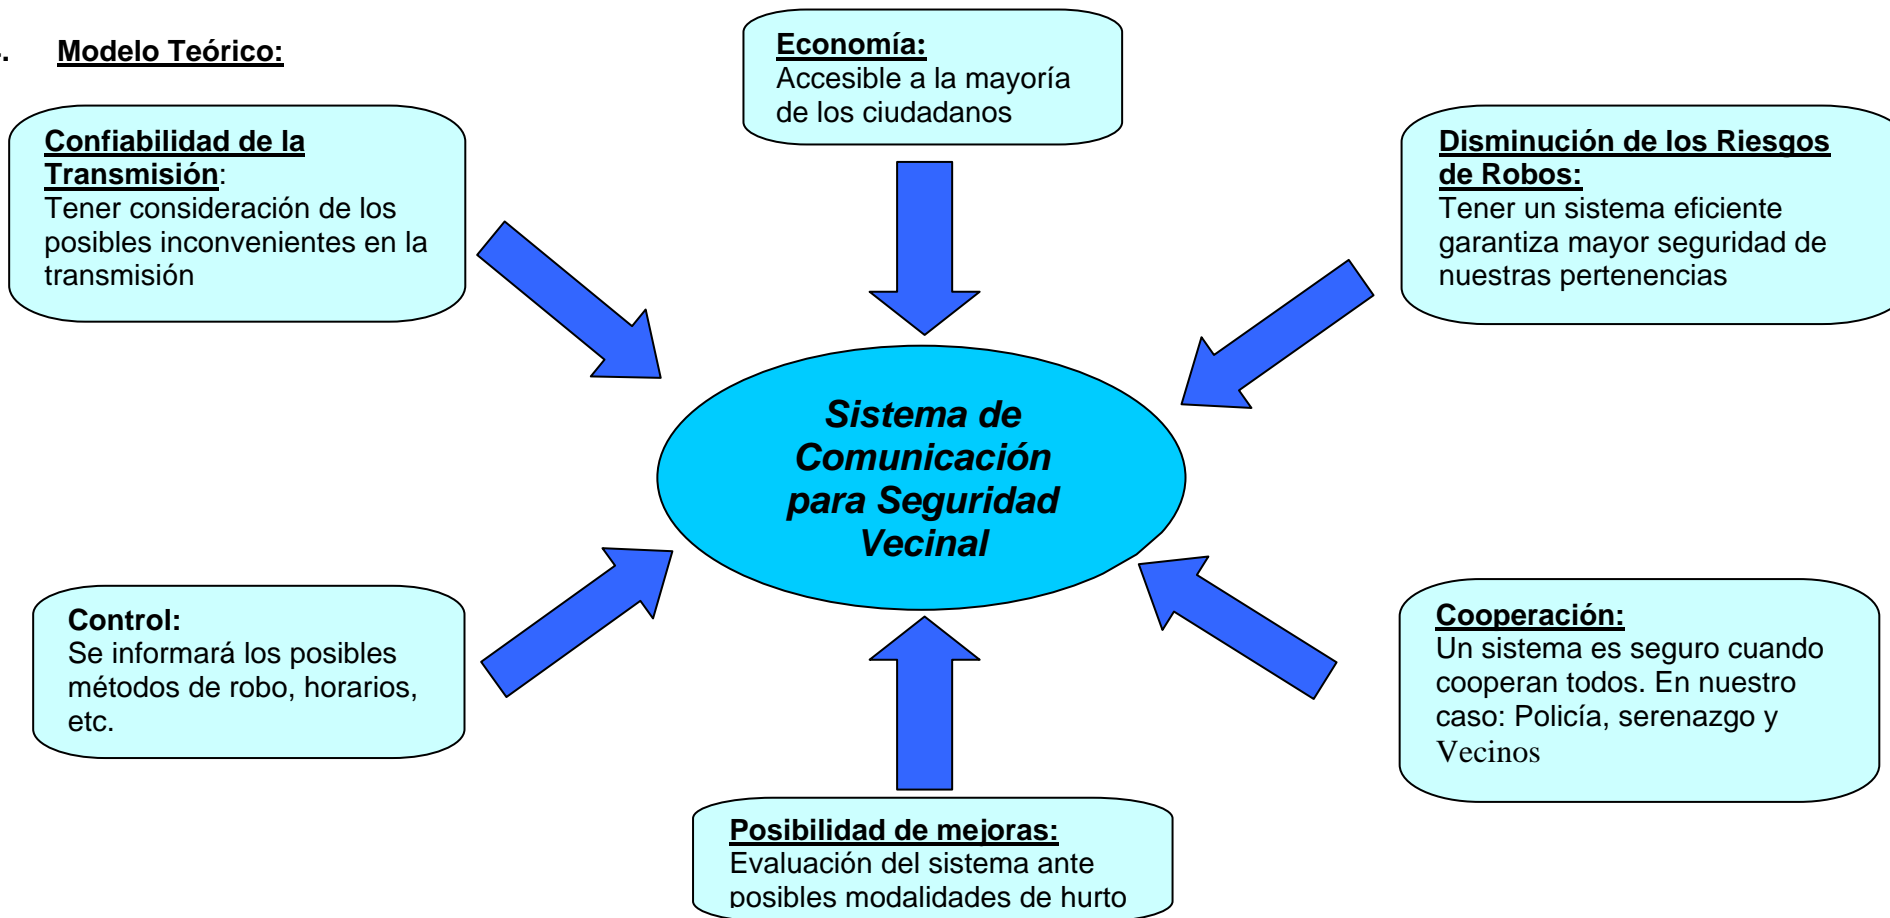 Modelo Teórico:
Economía:
Accesible a la mayoría
de los ciudadanos
Confiabilidad de la
Transmisión:
Tener consideración de los
posibles inconvenientes en la
transmisión
Disminución de los Riesgos
de Robos:
Tener un sistema eficiente
garantiza mayor seguridad de
nuestras pertenencias
Sistema de
Comunicación
para Seguridad
Vecinal
Control:
Se informará los posibles
métodos de robo, horarios,
etc.
Cooperación:
Un sistema es seguro cuando
cooperan todos. En nuestro
caso: Policía, serenazgo y
Vecinos
Posibilidad de mejoras:
Evaluación del sistema ante
posibles modalidades de hurto